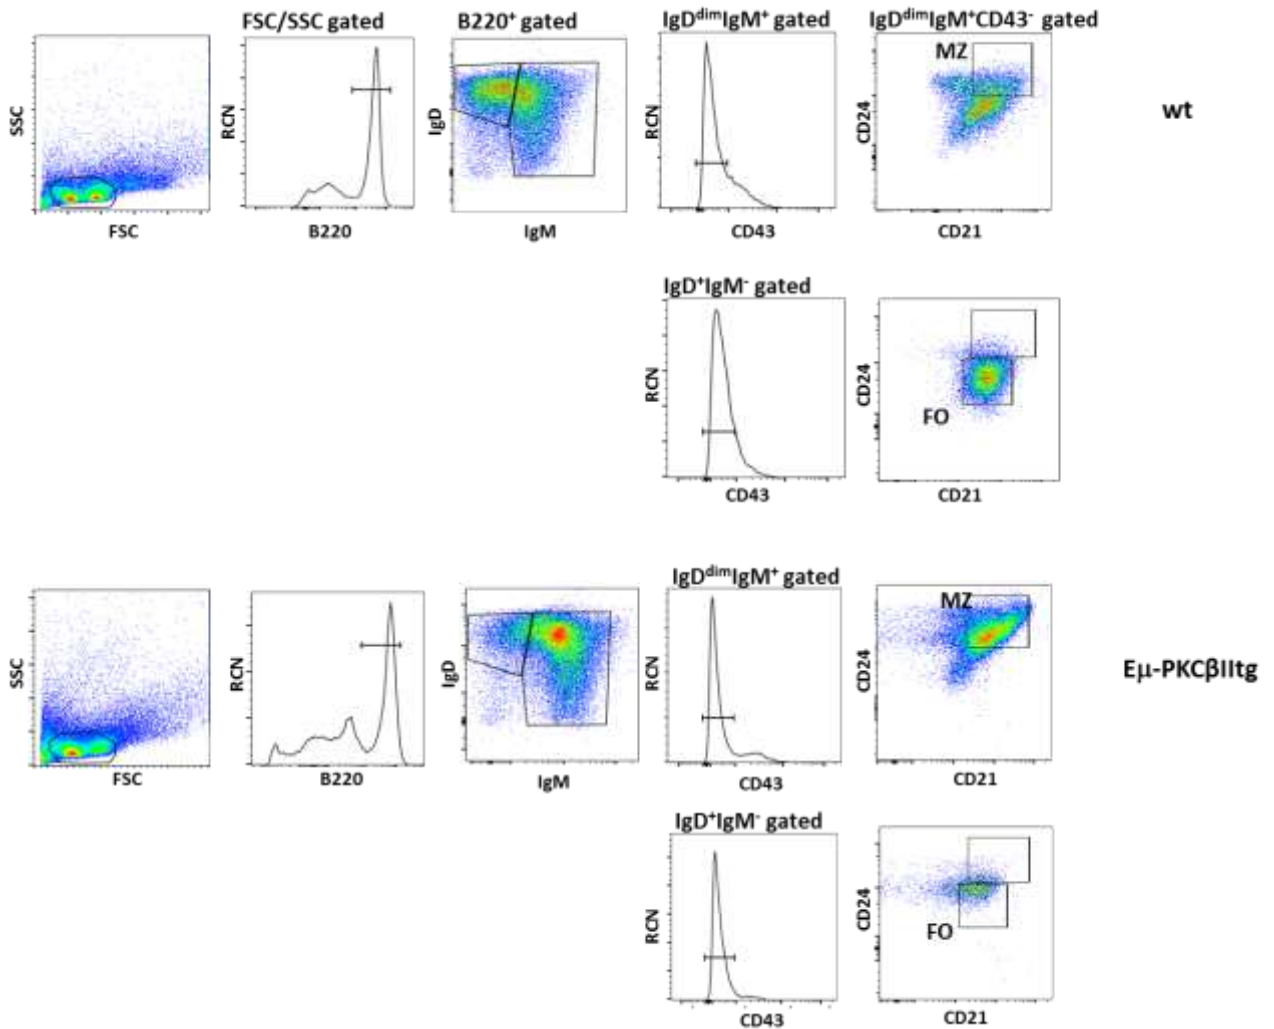 FSC/SSC gated
B220⁺ gated
IgDᵈⁱᵐIgM⁺ gated
IgDᵈⁱᵐIgM⁺CD43⁻ gated
SSC
FSC
RCN
B220
IgD
IgM
RCN
CD43
MZ
CD24
CD21
wt
IgD⁺IgM⁻ gated
RCN
CD43
CD24
FO
CD21
IgDᵈⁱᵐIgM⁺ gated
SSC
FSC
RCN
B220
IgD
IgM
RCN
CD43
MZ
CD24
CD21
Eμ-PKCβIItg
IgD⁺IgM⁻ gated
RCN
CD43
CD24
FO
CD21